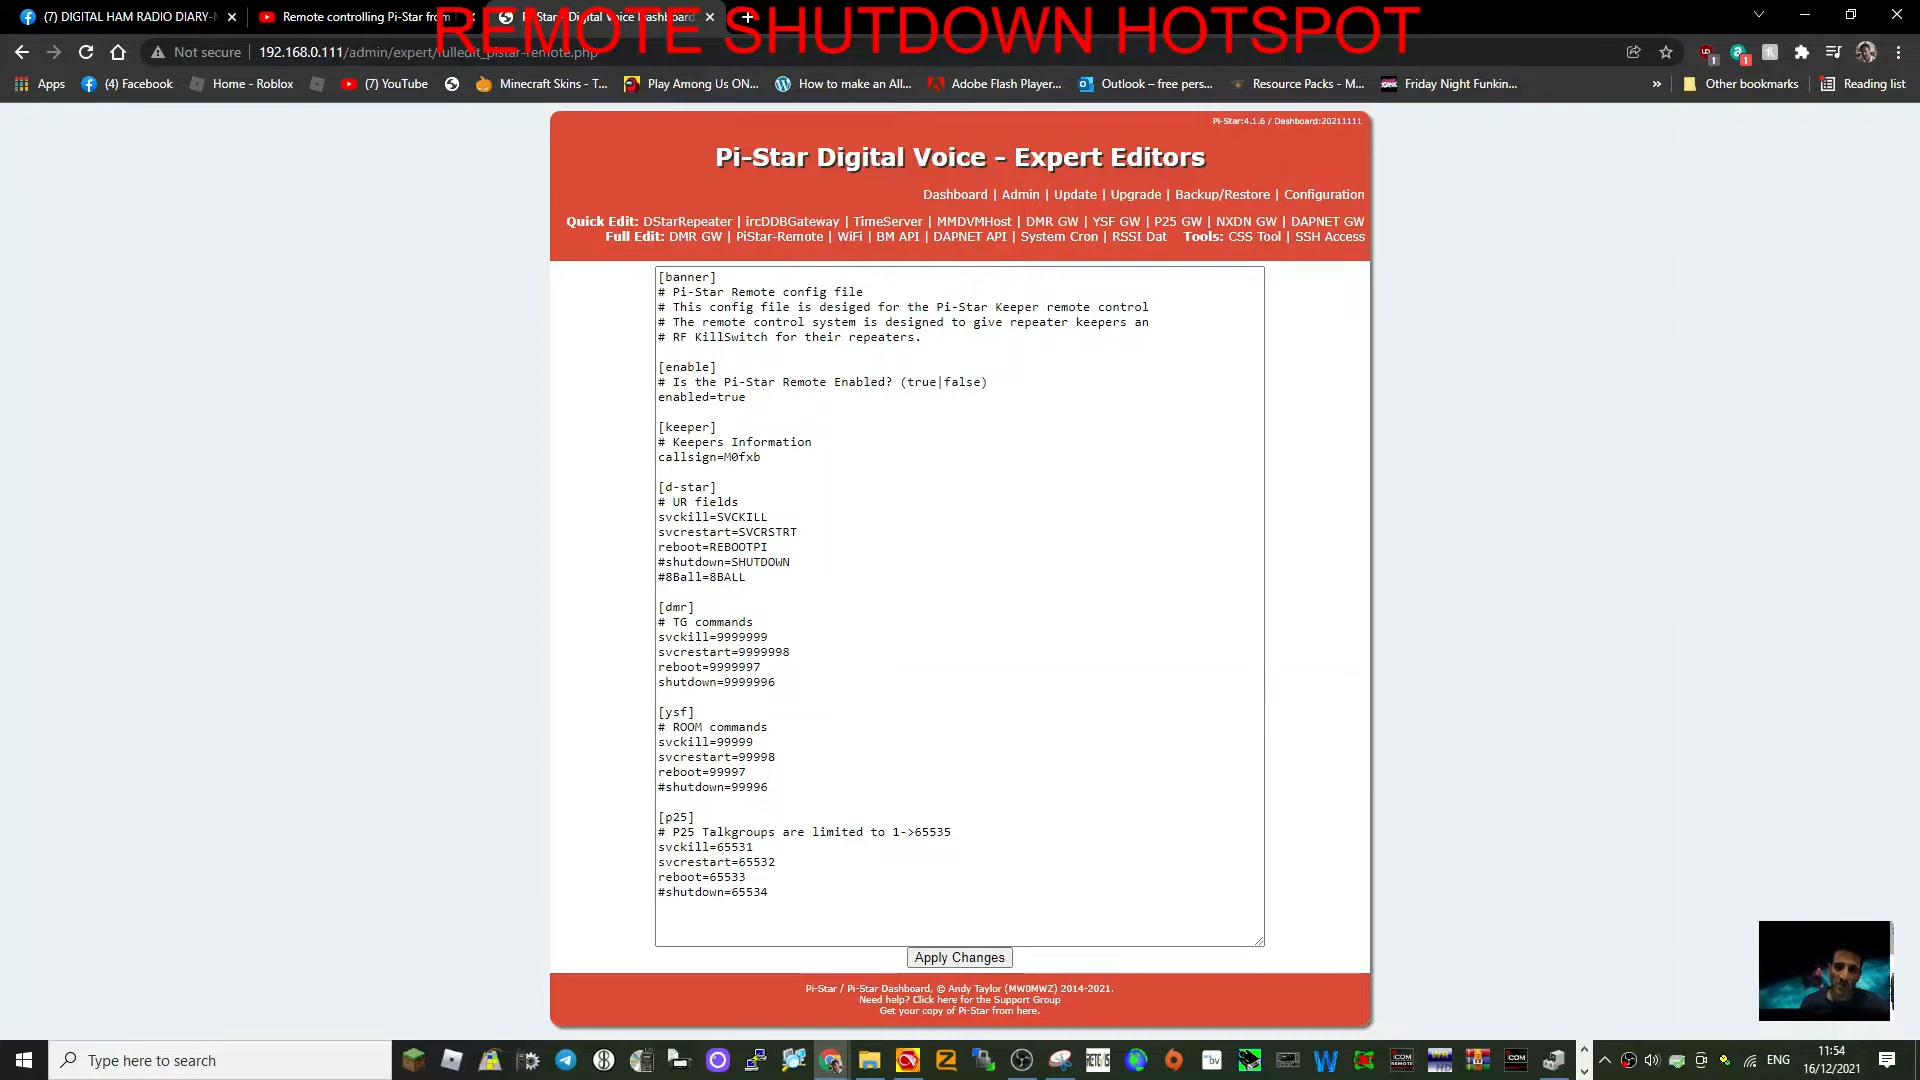 (7) DIGITAL HAM RADIO DIARY-
Remote controlling Pi-Star from
Pi-Star - Digital Voice Dashboard
REMOTE SHUTDOWN HOTSPOT
Not secure 192.168.0.111/admin/expert/fulledit_pistar-remote.php
Apps (4) Facebook Home - Roblox (7) YouTube Minecraft Skins - T... Play Among Us ON... How to make an All... Adobe Flash Player... Outlook – free pers... Resource Packs - M... Friday Night Funkin... » Other bookmarks Reading list
Pi-Star:4.1.6 / Dashboard:20211111
Pi-Star Digital Voice - Expert Editors
Dashboard | Admin | Update | Upgrade | Backup/Restore | Configuration
Quick Edit: DStarRepeater | ircDDBGateway | TimeServer | MMDVMHost | DMR GW | YSF GW | P25 GW | NXDN GW | DAPNET GW
Full Edit: DMR GW | PiStar-Remote | WiFi | BM API | DAPNET API | System Cron | RSSI Dat Tools: CSS Tool | SSH Access
[banner]
# Pi-Star Remote config file
# This config file is desiged for the Pi-Star Keeper remote control
# The remote control system is designed to give repeater keepers an
# RF KillSwitch for their repeaters.
[enable]
# Is the Pi-Star Remote Enabled? (true|false)
enabled=true
[keeper]
# Keepers Information
callsign=M0fxb
[d-star]
# UR fields
svckill=SVCKILL
svcrestart=SVCRSTRT
reboot=REBOOTPI
#shutdown=SHUTDOWN
#8Ball=8BALL
[dmr]
# TG commands
svckill=9999999
svcrestart=9999998
reboot=9999997
shutdown=9999996
[ysf]
# ROOM commands
svckill=99999
svcrestart=99998
reboot=99997
#shutdown=99996
[p25]
# P25 Talkgroups are limited to 1->65535
svckill=65531
svcrestart=65532
reboot=65533
#shutdown=65534
Apply Changes
Pi-Star / Pi-Star Dashboard, © Andy Taylor (MW0MWZ) 2014-2021.
Need help? Click here for the Support Group
Get your copy of Pi-Star from here.
Type here to search
ENG
11:54
16/12/2021